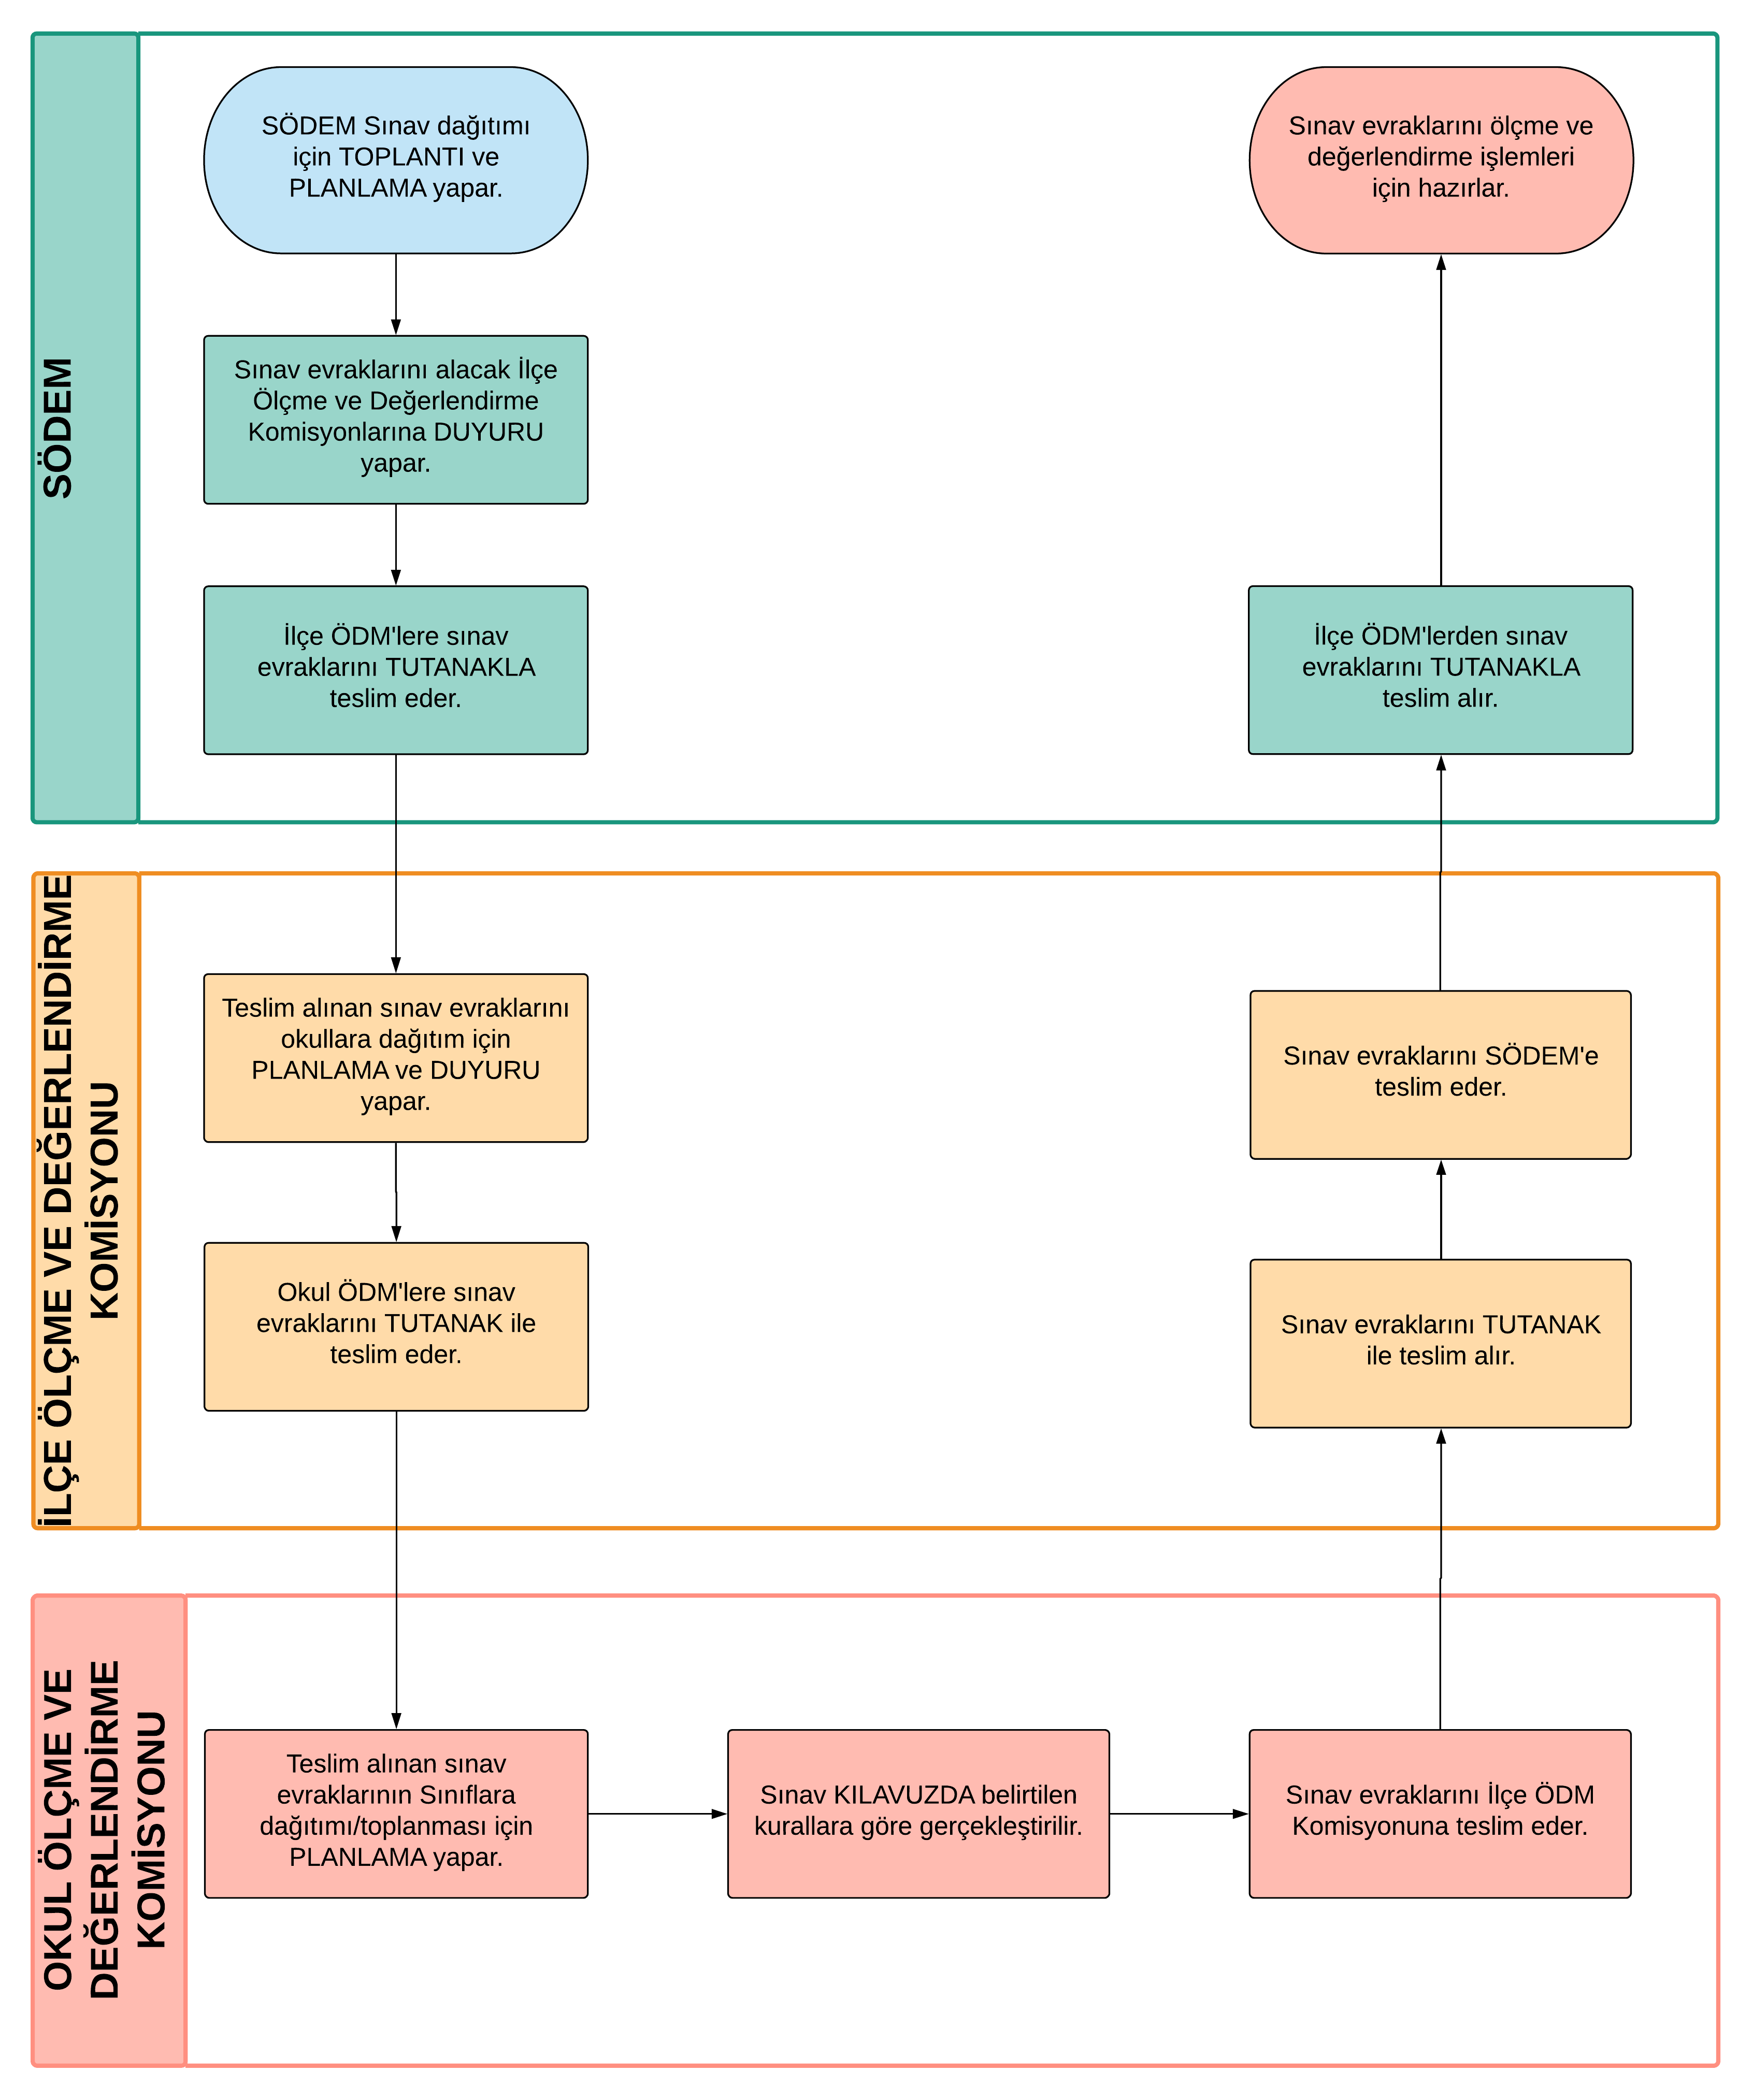 SÖDEM
SÖDEM Sınav dağıtımı
için TOPLANTI ve
PLANLAMA yapar.
Sınav evraklarını alacak İlçe
Ölçme ve Değerlendirme
Komisyonlarına DUYURU
yapar.
İlçe ÖDM'lere sınav
evraklarını TUTANAKLA
teslim eder.
Sınav evraklarını ölçme ve
değerlendirme işlemleri
için hazırlar.
İlçe ÖDM'lerden sınav
evraklarını TUTANAKLA
teslim alır.
İLÇE ÖLÇME VE DEĞERLENDİRME
KOMİSYONU
Teslim alınan sınav evraklarını
okullara dağıtım için
PLANLAMA ve DUYURU
yapar.
Okul ÖDM'lere sınav
evraklarını TUTANAK ile
teslim eder.
Sınav evraklarını SÖDEM'e
teslim eder.
Sınav evraklarını TUTANAK
ile teslim alır.
OKUL ÖLÇME VE
DEĞERLENDİRME
KOMİSYONU
Teslim alınan sınav
evraklarının Sınıflara
dağıtımı/toplanması için
PLANLAMA yapar.
Sınav KILAVUZDA belirtilen
kurallara göre gerçekleştirilir.
Sınav evraklarını İlçe ÖDM
Komisyonuna teslim eder.